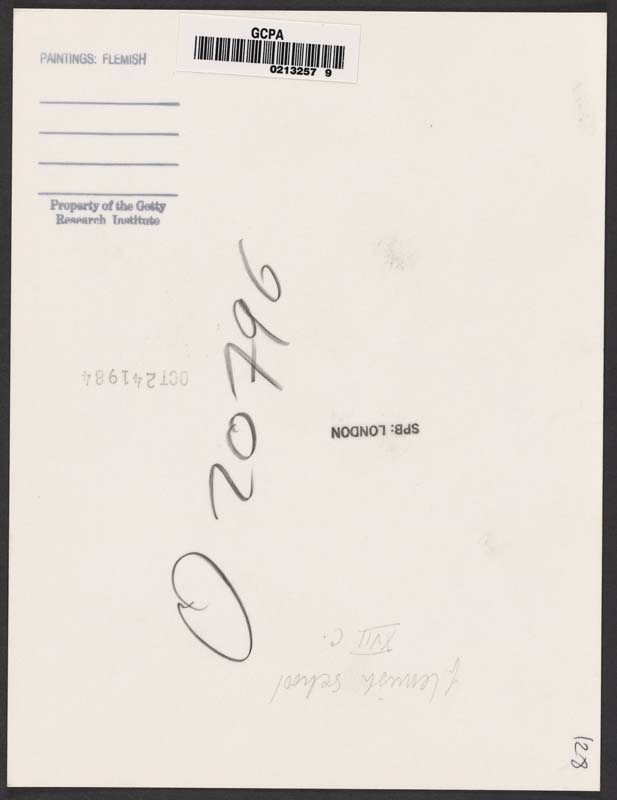 GCPA
0213257 9
PAINTINGS: FLEMISH
Property of the Getty
Research Institute
O 20796
OCT 24 1984
SPB: LONDON
flemish School
XVII C.
128